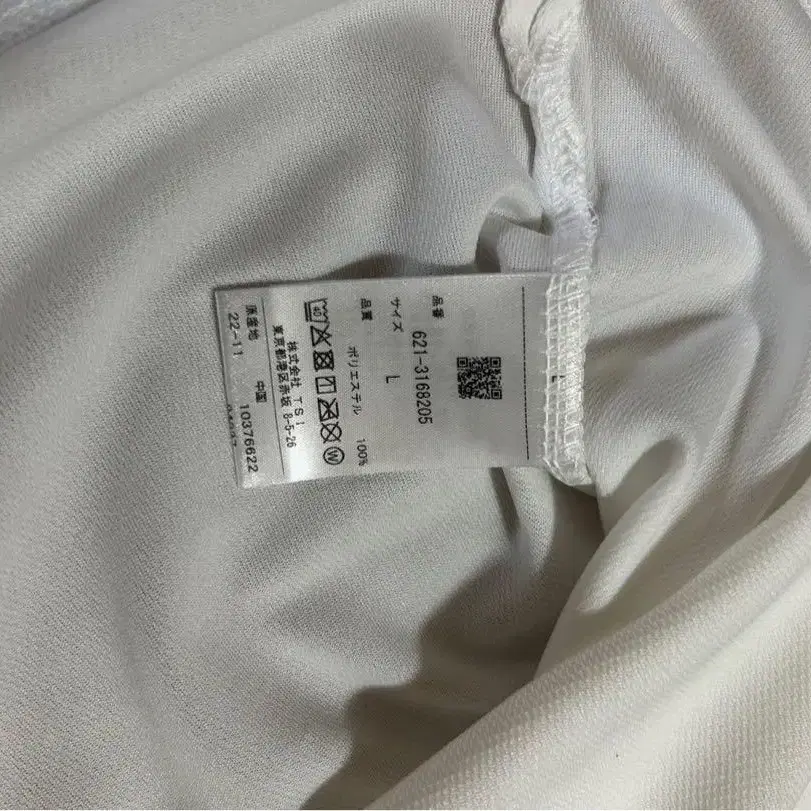 品番
621-3168205
サイズ
L
品質
ポリエステル 100%
40
W
株式会社 TSI
東京都港区赤坂 8-5-26
原産地 中国
22-11 10376622